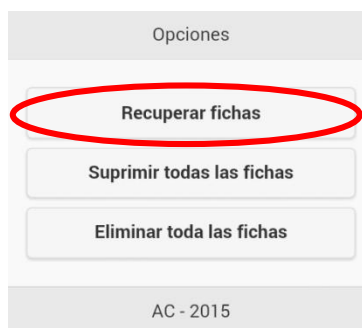 Opciones
Recuperar fichas
Suprimir todas las fichas
Eliminar toda las fichas
AC - 2015